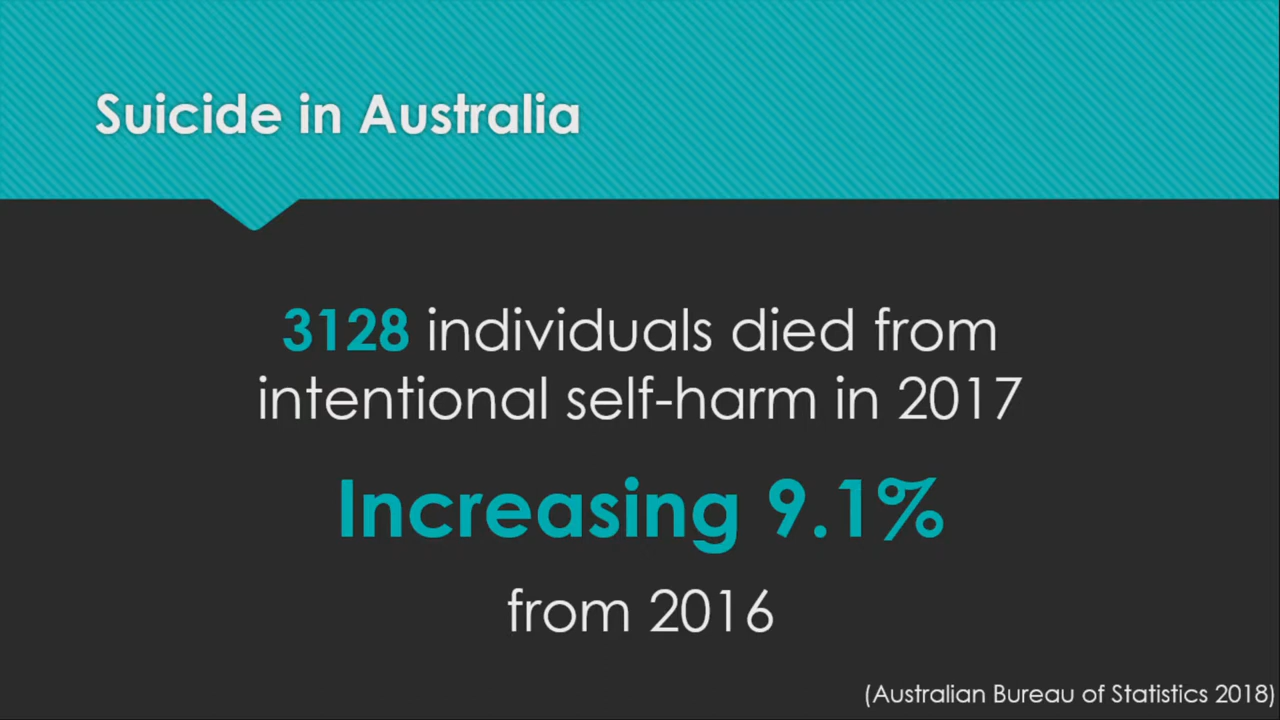 Suicide in Australia
3128 individuals died from
intentional self-harm in 2017
Increasing 9.1%
from 2016
(Australian Bureau of Statistics 2018)